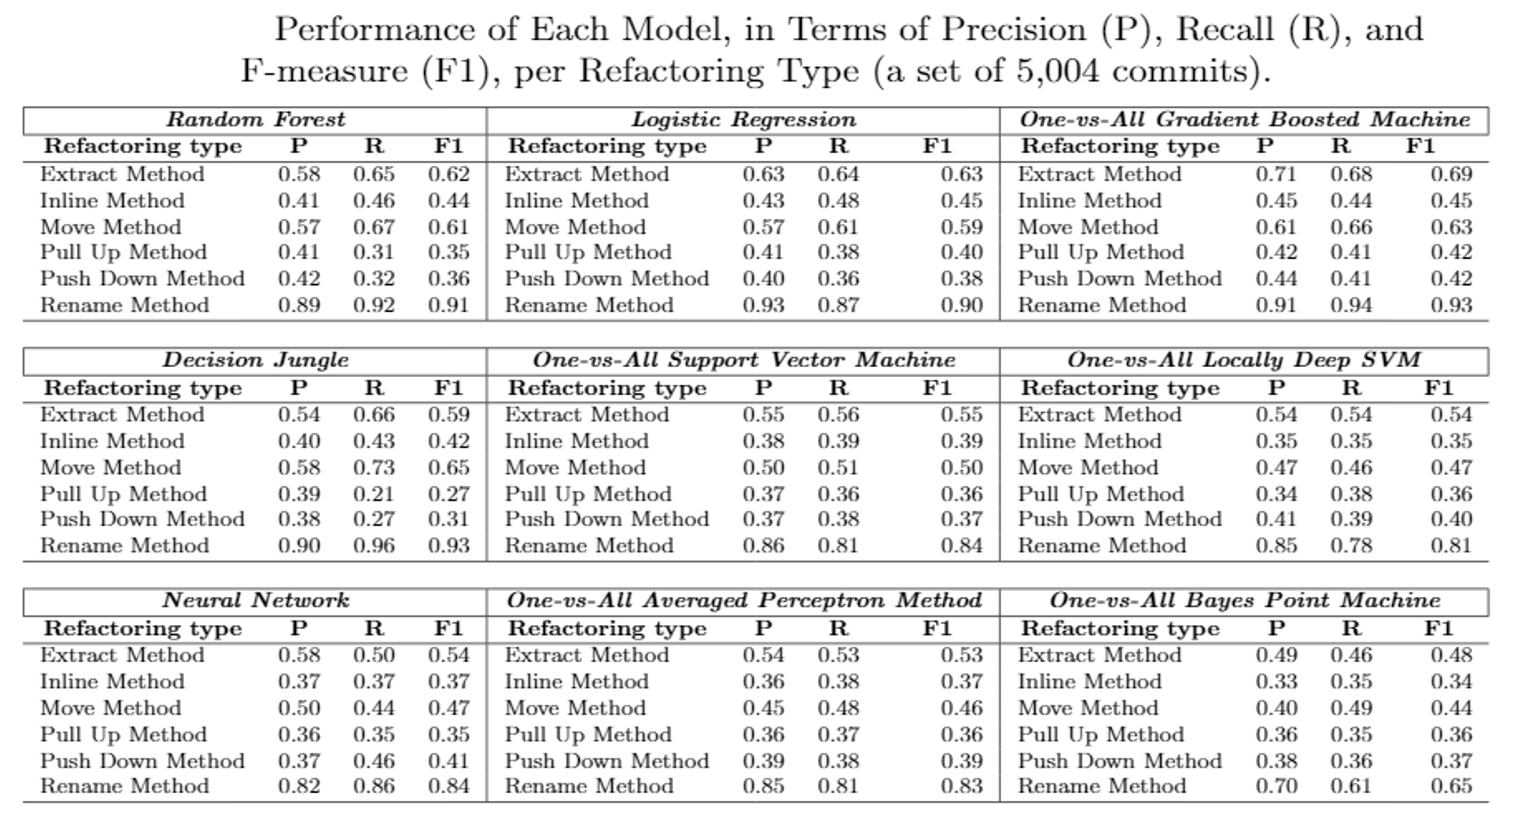 Performance of Each Model, in Terms of Precision (P), Recall (R), and
F-measure (F1), per Refactoring Type (a set of 5,004 commits).
Random Forest Logistic Regression One-vs-All Gradient Boosted Machine
Refactoring type P R F1 Refactoring type P R F1 Refactoring type P R F1
Extract Method 0.58 0.65 0.62 Extract Method 0.63 0.64 0.63 Extract Method 0.71 0.68 0.69
Inline Method 0.41 0.46 0.44 Inline Method 0.43 0.48 0.45 Inline Method 0.45 0.44 0.45
Move Method 0.57 0.67 0.61 Move Method 0.57 0.61 0.59 Move Method 0.61 0.66 0.63
Pull Up Method 0.41 0.31 0.35 Pull Up Method 0.41 0.38 0.40 Pull Up Method 0.42 0.41 0.42
Push Down Method 0.42 0.32 0.36 Push Down Method 0.40 0.36 0.38 Push Down Method 0.44 0.41 0.42
Rename Method 0.89 0.92 0.91 Rename Method 0.93 0.87 0.90 Rename Method 0.91 0.94 0.93
Decision Jungle One-vs-All Support Vector Machine One-vs-All Locally Deep SVM
Refactoring type P R F1 Refactoring type P R F1 Refactoring type P R F1
Extract Method 0.54 0.66 0.59 Extract Method 0.55 0.56 0.55 Extract Method 0.54 0.54 0.54
Inline Method 0.40 0.43 0.42 Inline Method 0.38 0.39 0.39 Inline Method 0.35 0.35 0.35
Move Method 0.58 0.73 0.65 Move Method 0.50 0.51 0.50 Move Method 0.47 0.46 0.47
Pull Up Method 0.39 0.21 0.27 Pull Up Method 0.37 0.36 0.36 Pull Up Method 0.34 0.38 0.36
Push Down Method 0.38 0.27 0.31 Push Down Method 0.37 0.38 0.37 Push Down Method 0.41 0.39 0.40
Rename Method 0.90 0.96 0.93 Rename Method 0.86 0.81 0.84 Rename Method 0.85 0.78 0.81
Neural Network One-vs-All Averaged Perceptron Method One-vs-All Bayes Point Machine
Refactoring type P R F1 Refactoring type P R F1 Refactoring type P R F1
Extract Method 0.58 0.50 0.54 Extract Method 0.54 0.53 0.53 Extract Method 0.49 0.46 0.48
Inline Method 0.37 0.37 0.37 Inline Method 0.36 0.38 0.37 Inline Method 0.33 0.35 0.34
Move Method 0.50 0.44 0.47 Move Method 0.45 0.48 0.46 Move Method 0.40 0.49 0.44
Pull Up Method 0.36 0.35 0.35 Pull Up Method 0.36 0.37 0.36 Pull Up Method 0.36 0.35 0.36
Push Down Method 0.37 0.46 0.41 Push Down Method 0.39 0.38 0.39 Push Down Method 0.38 0.36 0.37
Rename Method 0.82 0.86 0.84 Rename Method 0.85 0.81 0.83 Rename Method 0.70 0.61 0.65